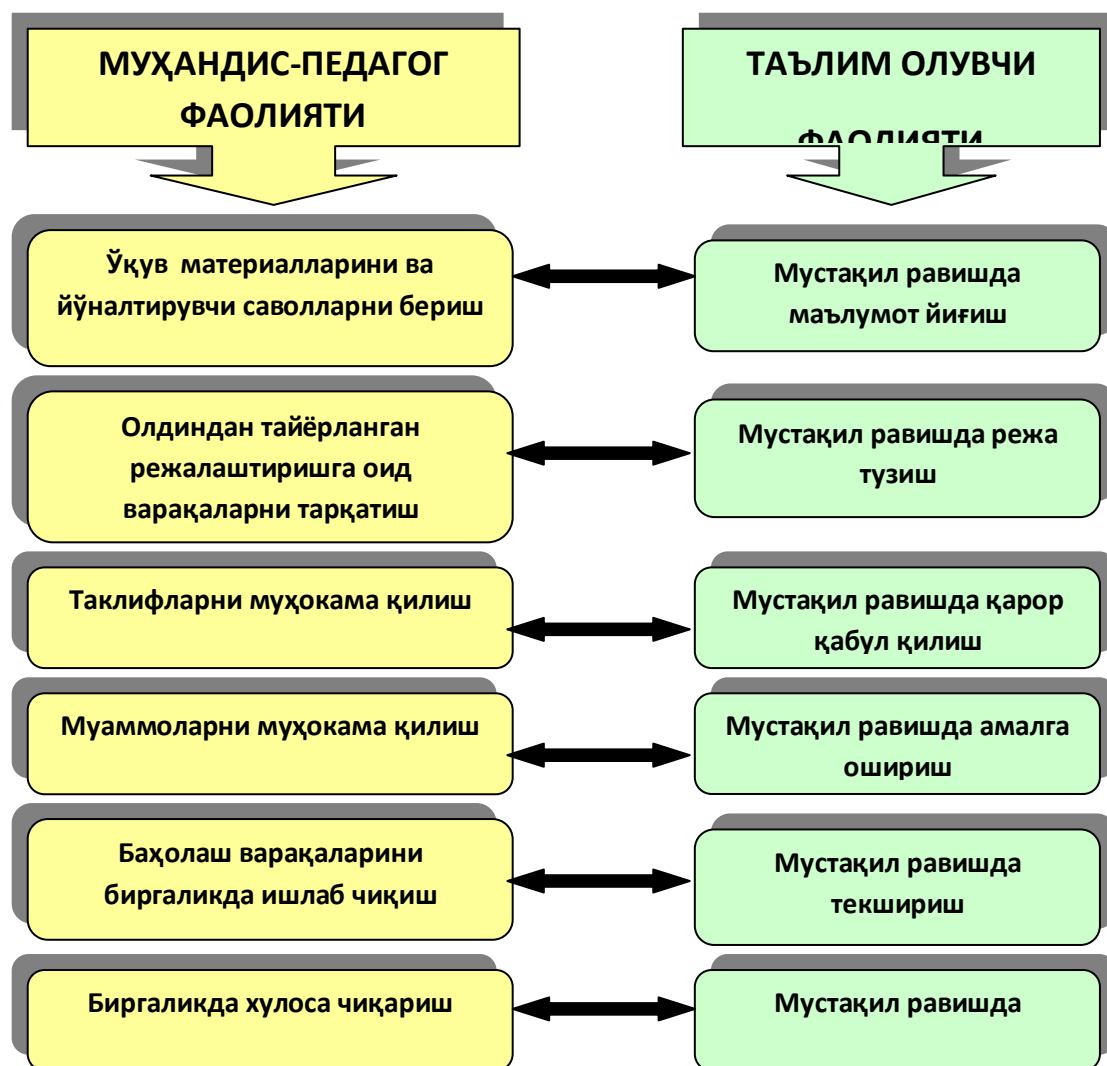 МУҲАНДИС-ПЕДАГОГ
ФАОЛИЯТИ
ТАЪЛИМ ОЛУВЧИ
ФАОЛИЯТИ
Ўқув материалларини ва
йўналтирувчи саволларни бериш
Мустақил равишда
маълумот йиғиш
Олдиндан тайёрланган
режалаштиришга оид
варақаларни тарқатиш
Мустақил равишда режа
тузиш
Таклифларни муҳокама қилиш
Мустақил равишда қарор
қабул қилиш
Муаммоларни муҳокама қилиш
Мустақил равишда амалга
ошириш
Баҳолаш варақаларини
биргаликда ишлаб чиқиш
Мустақил равишда
текшириш
Биргаликда хулоса чиқариш
Мустақил равишда